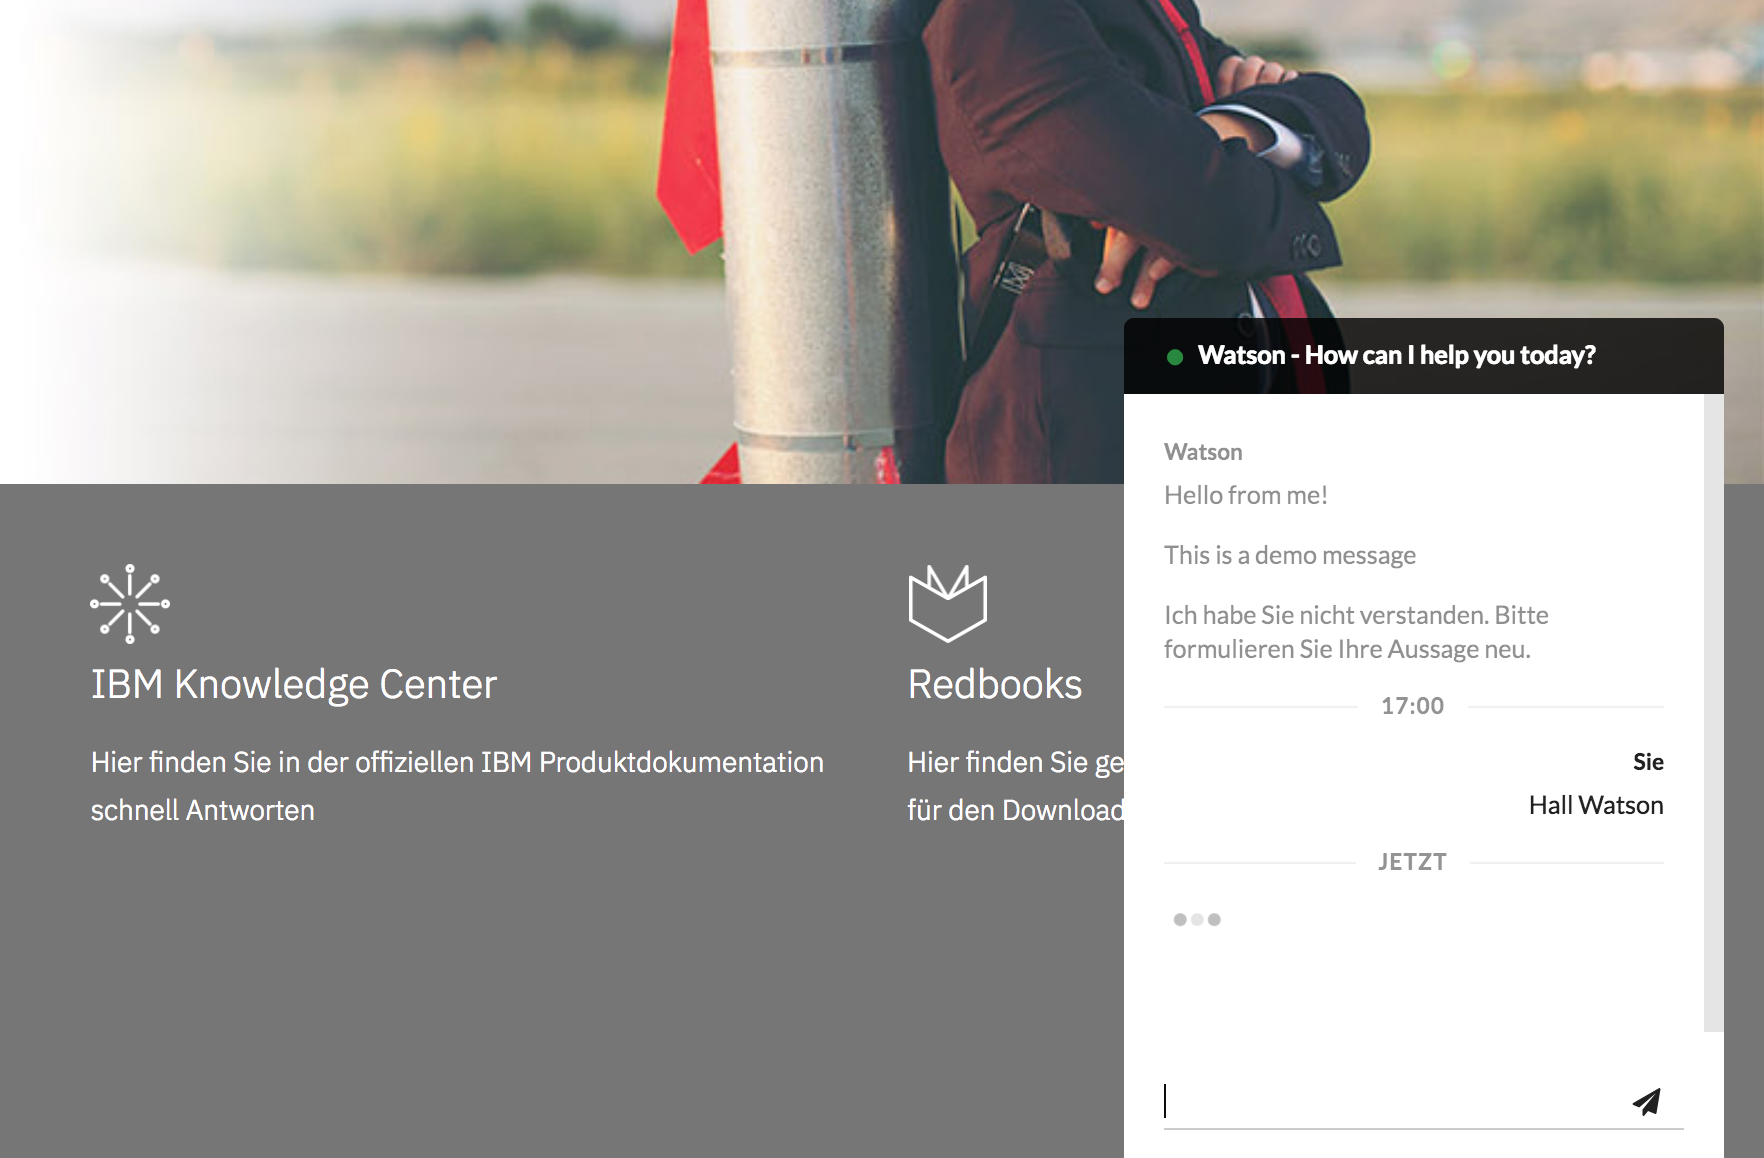 IBM Knowledge Center
Hier finden Sie in der offiziellen IBM Produktdokumentation
schnell Antworten
Redbooks
Hier finden Sie ge
für den Download
Watson - How can I help you today?
Watson
Hello from me!
This is a demo message
Ich habe Sie nicht verstanden. Bitte
formulieren Sie Ihre Aussage neu.
17:00
Sie
Hall Watson
JETZT